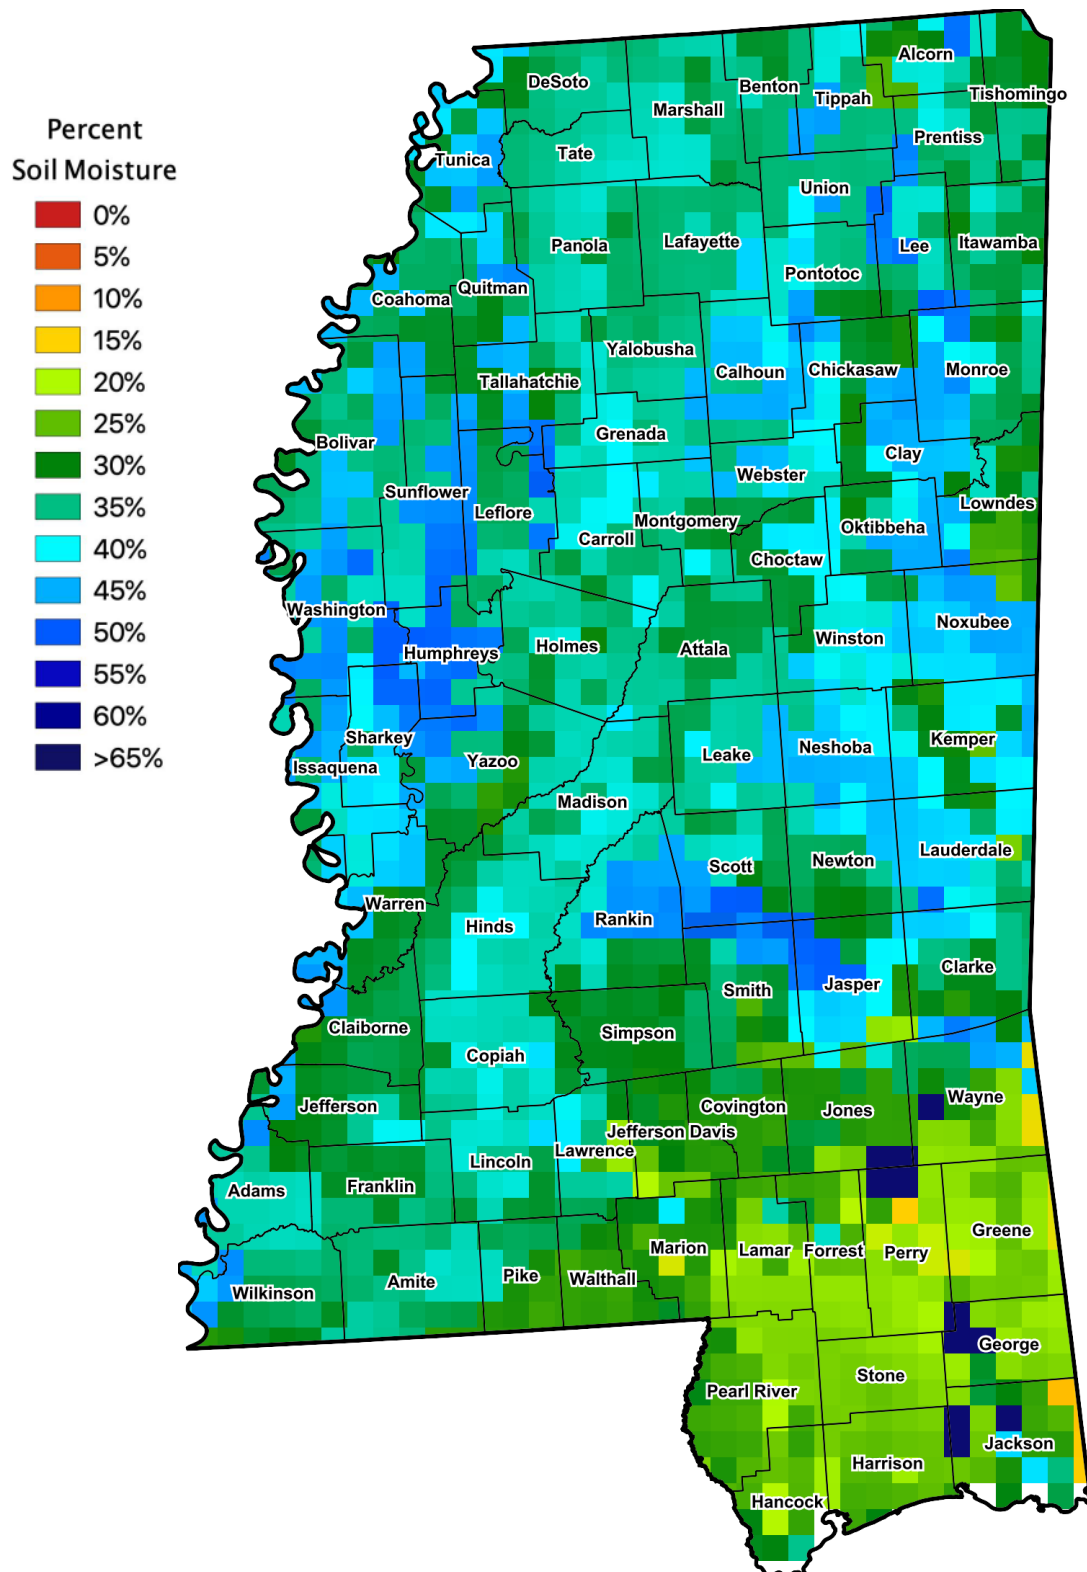 Percent
Soil Moisture
0%
5%
10%
15%
20%
25%
30%
35%
40%
45%
50%
55%
60%
>65%
Alcorn
DeSoto
Benton
Tippah
Tishomingo
Marshall
Prentiss
Tunica
Tate
Union
Panola
Lafayette
Lee
Itawamba
Pontotoc
Quitman
Coahoma
Yalobusha
Calhoun
Chickasaw
Monroe
Tallahatchie
Grenada
Bolivar
Clay
Webster
Sunflower
Leflore
Lowndes
Montgomery
Oktibbeha
Carroll
Choctaw
Washington
Noxubee
Winston
Holmes
Attala
Humphreys
Sharkey
Kemper
Neshoba
Leake
Yazoo
Issaquena
Madison
Lauderdale
Newton
Scott
Warren
Rankin
Hinds
Clarke
Jasper
Smith
Claiborne
Simpson
Copiah
Wayne
Jefferson
Covington
Jones
Jefferson Davis
Lawrence
Lincoln
Franklin
Adams
Greene
Marion
Lamar
Forrest
Perry
Pike
Walthall
Amite
Wilkinson
George
Stone
Pearl River
Jackson
Harrison
Hancock